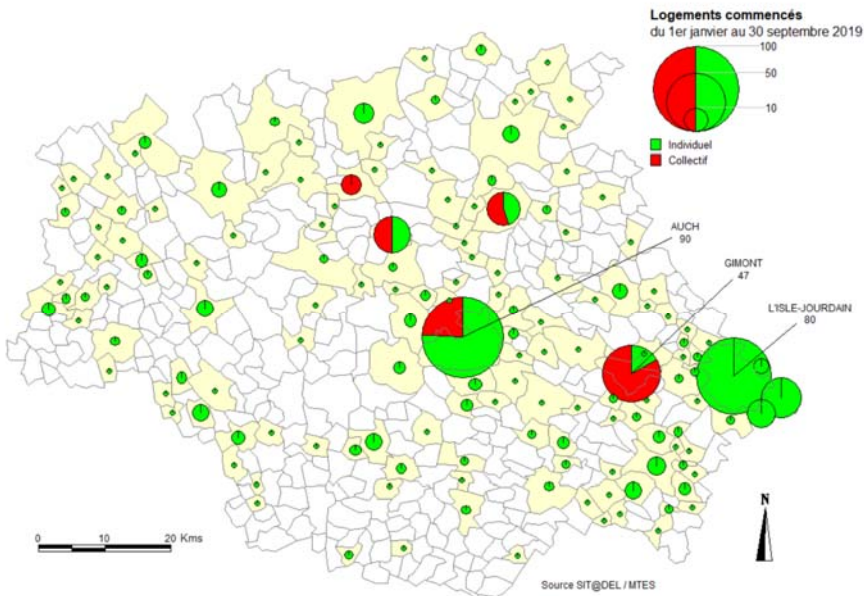 Logements commencés
du 1er janvier au 30 septembre 2019
100
50
10
Individuel
Collectif
AUCH
90
GIMONT
47
L'ISLE-JOURDAIN
80
0 10 20 Kms
N
Source SIT@DEL / MTES